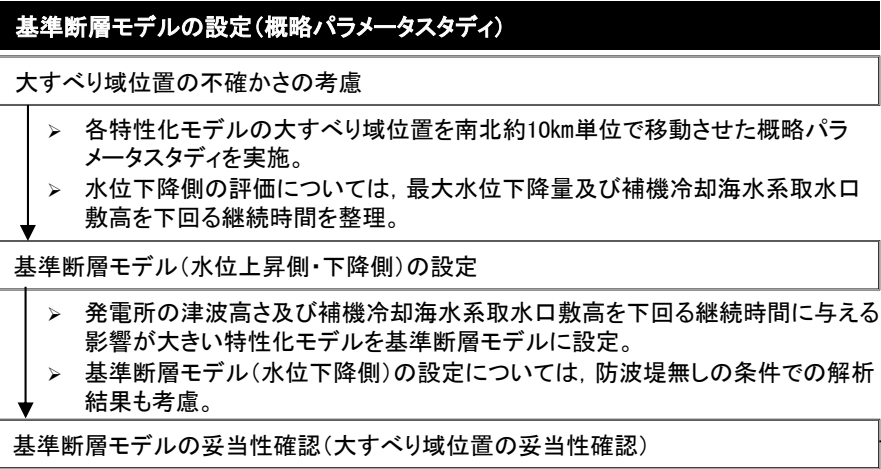 基準断層モデルの設定(概略パラメータスタディ)
大すべり域位置の不確かさの考慮
➢ 各特性化モデルの大すべり域位置を南北約10km単位で移動させた概略パラ
メータスタディを実施。
➢ 水位下降側の評価については,最大水位下降量及び補機冷却海水系取水口
敷高を下回る継続時間を整理。
基準断層モデル(水位上昇側・下降側)の設定
➢ 発電所の津波高さ及び補機冷却海水系取水口敷高を下回る継続時間に与える
影響が大きい特性化モデルを基準断層モデルに設定。
➢ 基準断層モデル(水位下降側)の設定については,防波堤無しの条件での解析
結果も考慮。
基準断層モデルの妥当性確認(大すべり域位置の妥当性確認)